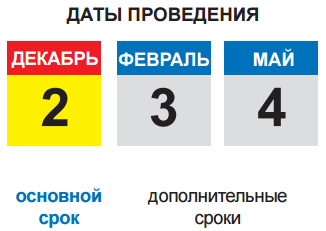 ДАТЫ ПРОВЕДЕНИЯ
ДЕКАБРЬ ФЕВРАЛЬ МАЙ
2 3 4
основной дополнительные
срок сроки